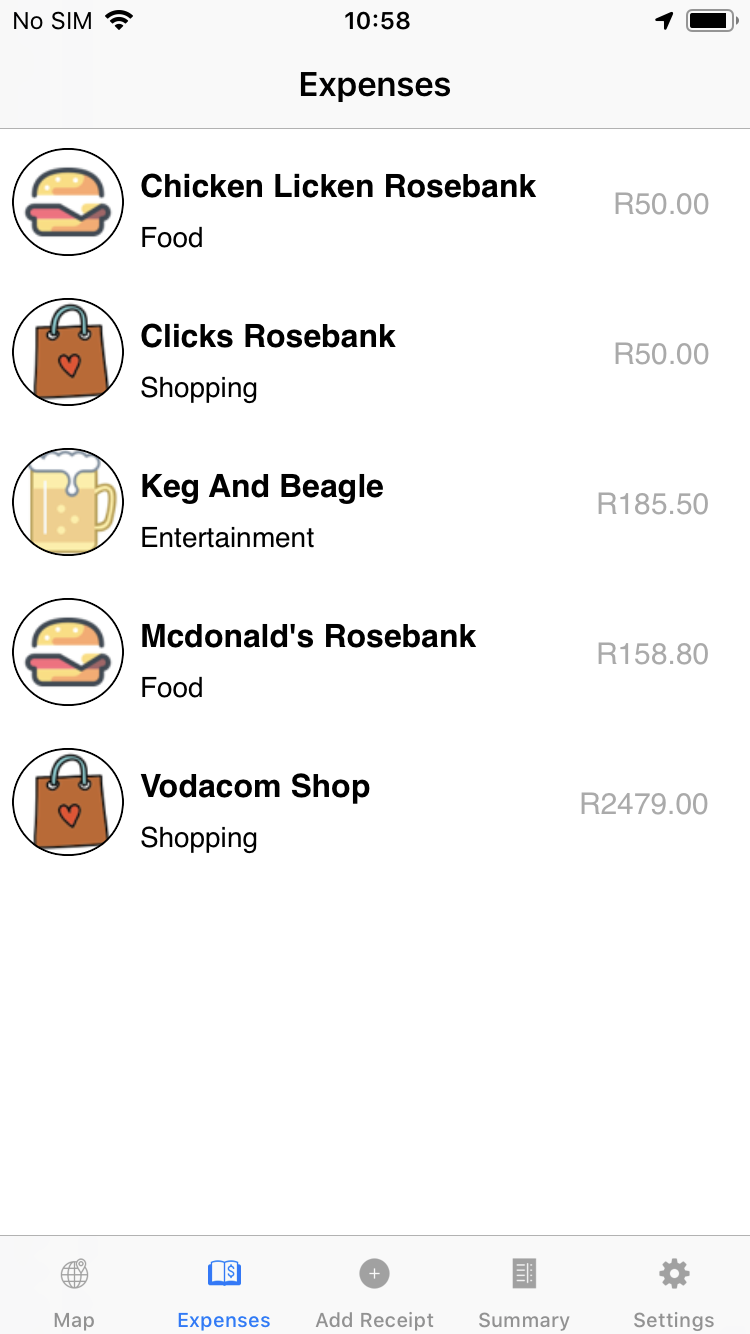 No SIM 10:58
Expenses
Chicken Licken Rosebank
R50.00
Food
Clicks Rosebank
R50.00
Shopping
Keg And Beagle
R185.50
Entertainment
Mcdonald's Rosebank
R158.80
Food
Vodacom Shop
R2479.00
Shopping
Map Expenses Add Receipt Summary Settings